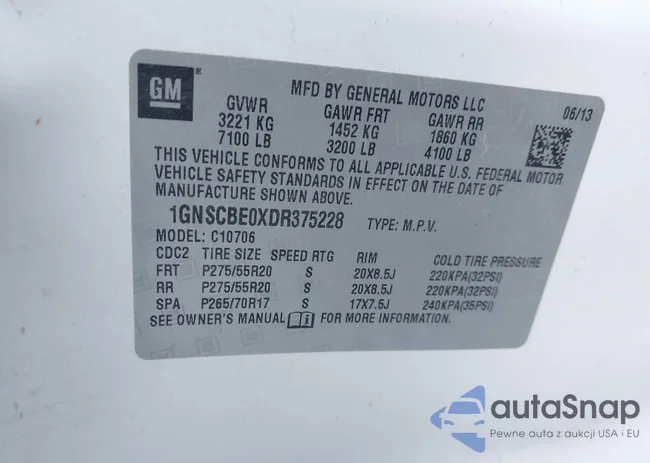 GM ®
MFD BY GENERAL MOTORS LLC
06/13
GVWR GAWR FRT GAWR RR
3221 KG 1452 KG 1860 KG
7100 LB 3200 LB 4100 LB
THIS VEHICLE CONFORMS TO ALL APPLICABLE U.S. FEDERAL MOTOR
VEHICLE SAFETY STANDARDS IN EFFECT ON THE DATE OF
MANUFACTURE SHOWN ABOVE.
1GNSCBE0XDR375228 TYPE: M.P.V.
MODEL: C10706
CDC2 TIRE SIZE SPEED RTG RIM COLD TIRE PRESSURE
FRT P275/55R20 S 20X8.5J 220KPA(32PSI)
RR P275/55R20 S 20X8.5J 220KPA(32PSI)
SPA P265/70R17 S 17X7.5J 240KPA(35PSI)
SEE OWNER'S MANUAL i FOR MORE INFORMATION.
autaSnap
Pewne auta z aukcji USA i EU